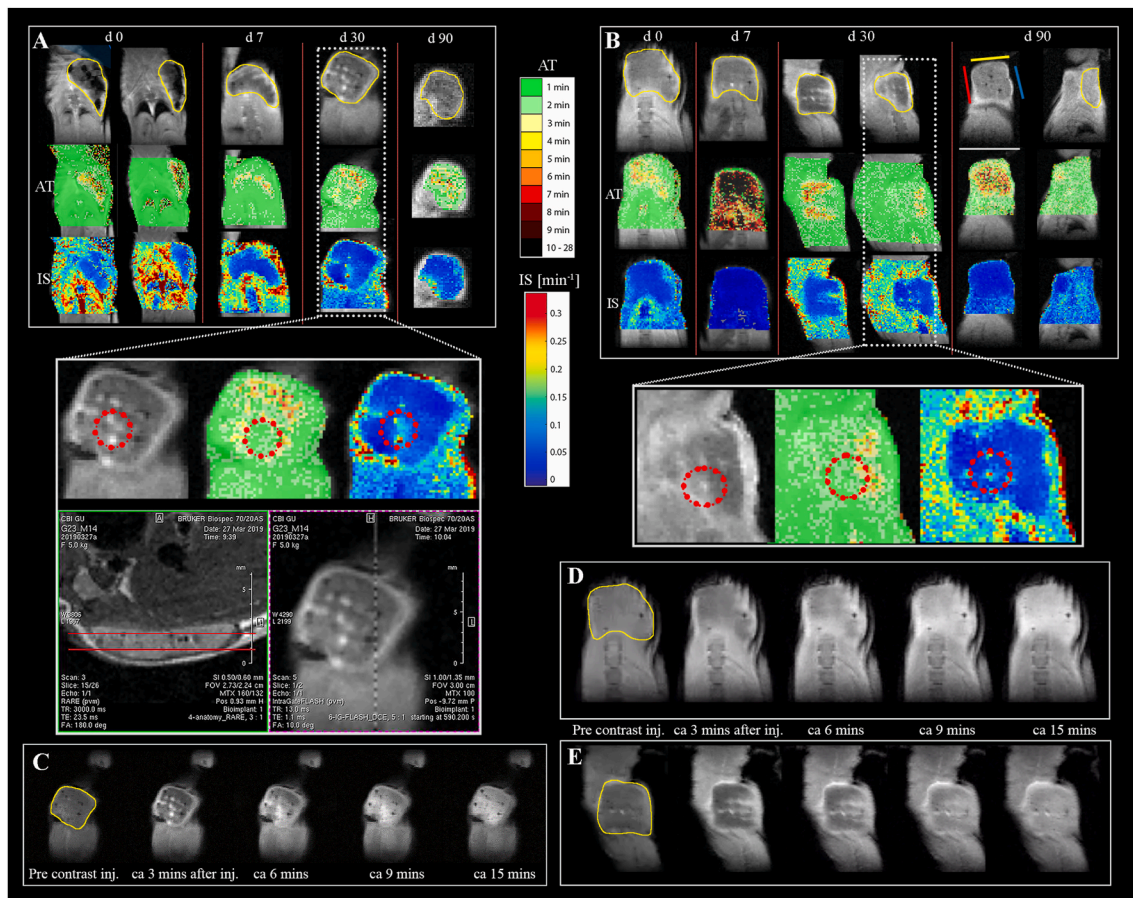 A
d 0
d 7
d 30
d 90
AT
IS
AT
1 min
2 min
3 min
4 min
5 min
6 min
7 min
8 min
9 min
10 - 28
IS [min-1]
0.3
0.25
0.20
0.15
0.10
0.05
0
B
d 0
d 7
d 30
d 90
AT
IS
CBI GU
G23_M14
20190327a
F 5.0 kg
A
BRUKER Biospec 70/20AS
Date: 27 Mar 2019
Time: 9:39
mm
5
0
Scan: 3
Slice: 15/26
Echo: 1/1
RARE (pvm)
TR: 3000.0 ms
TE: 23.5 ms
FA: 180.0 deg
SI 0.50/0.60 mm
FOV 2.73/2.24 cm
MTX 160/132
Pos 0.93 mm H
Bioimplant: 1
4-anatomy_RARE, 3 : 1
CBI GU
G23_M14
20190327a
F 5.0 kg
H
BRUKER Biospec 70/20AS
Date: 27 Mar 2019
Time: 10:04
mm
5
0
W 4290
L 2199
Scan: 5
Slice: 1/2
Echo: 1/1
IntraGateFLASH (pvm)
TR: 13.0 ms
TE: 1.1 ms
FA: 10.0 deg
SI 1.00/1.35 mm
FOV 3.00 cm
MTX 100
Pos -9.72 mm P
Bioimplant: 1
6-IG-FLASH_DCE, 5 : 1 starting at 590.200 s
C
Pre contrast inj.
ca 3 mins after inj.
ca 6 mins
ca 9 mins
ca 15 mins
D
Pre contrast inj.
ca 3 mins after inj.
ca 6 mins
ca 9 mins
ca 15 mins
E